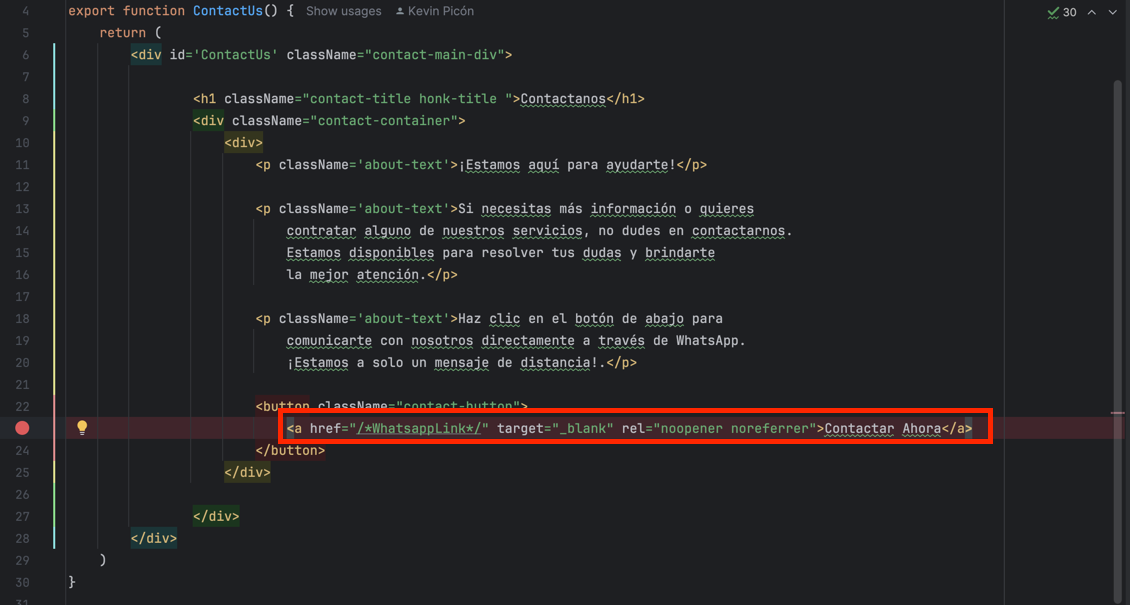 4 export function ContactUs() { Show usages Kevin Picón 30
5 return (
6 <div id='ContactUs' className="contact-main-div">
7
8 <h1 className="contact-title honk-title ">Contactanos</h1>
9 <div className="contact-container">
10 <div>
11 <p className='about-text'>¡Estamos aquí para ayudarte!</p>
12
13 <p className='about-text'>Si necesitas más información o quieres
14 contratar alguno de nuestros servicios, no dudes en contactarnos.
15 Estamos disponibles para resolver tus dudas y brindarte
16 la mejor atención.</p>
17
18 <p className='about-text'>Haz clic en el botón de abajo para
19 comunicarte con nosotros directamente a través de WhatsApp.
20 ¡Estamos a solo un mensaje de distancia!.</p>
21
22 <button className="contact-button">
<a href="/*WhatsappLink*/" target="_blank" rel="noopener noreferrer">Contactar Ahora</a>
24 </button>
25 </div>
26
27 </div>
28 </div>
29 )
30 }
31